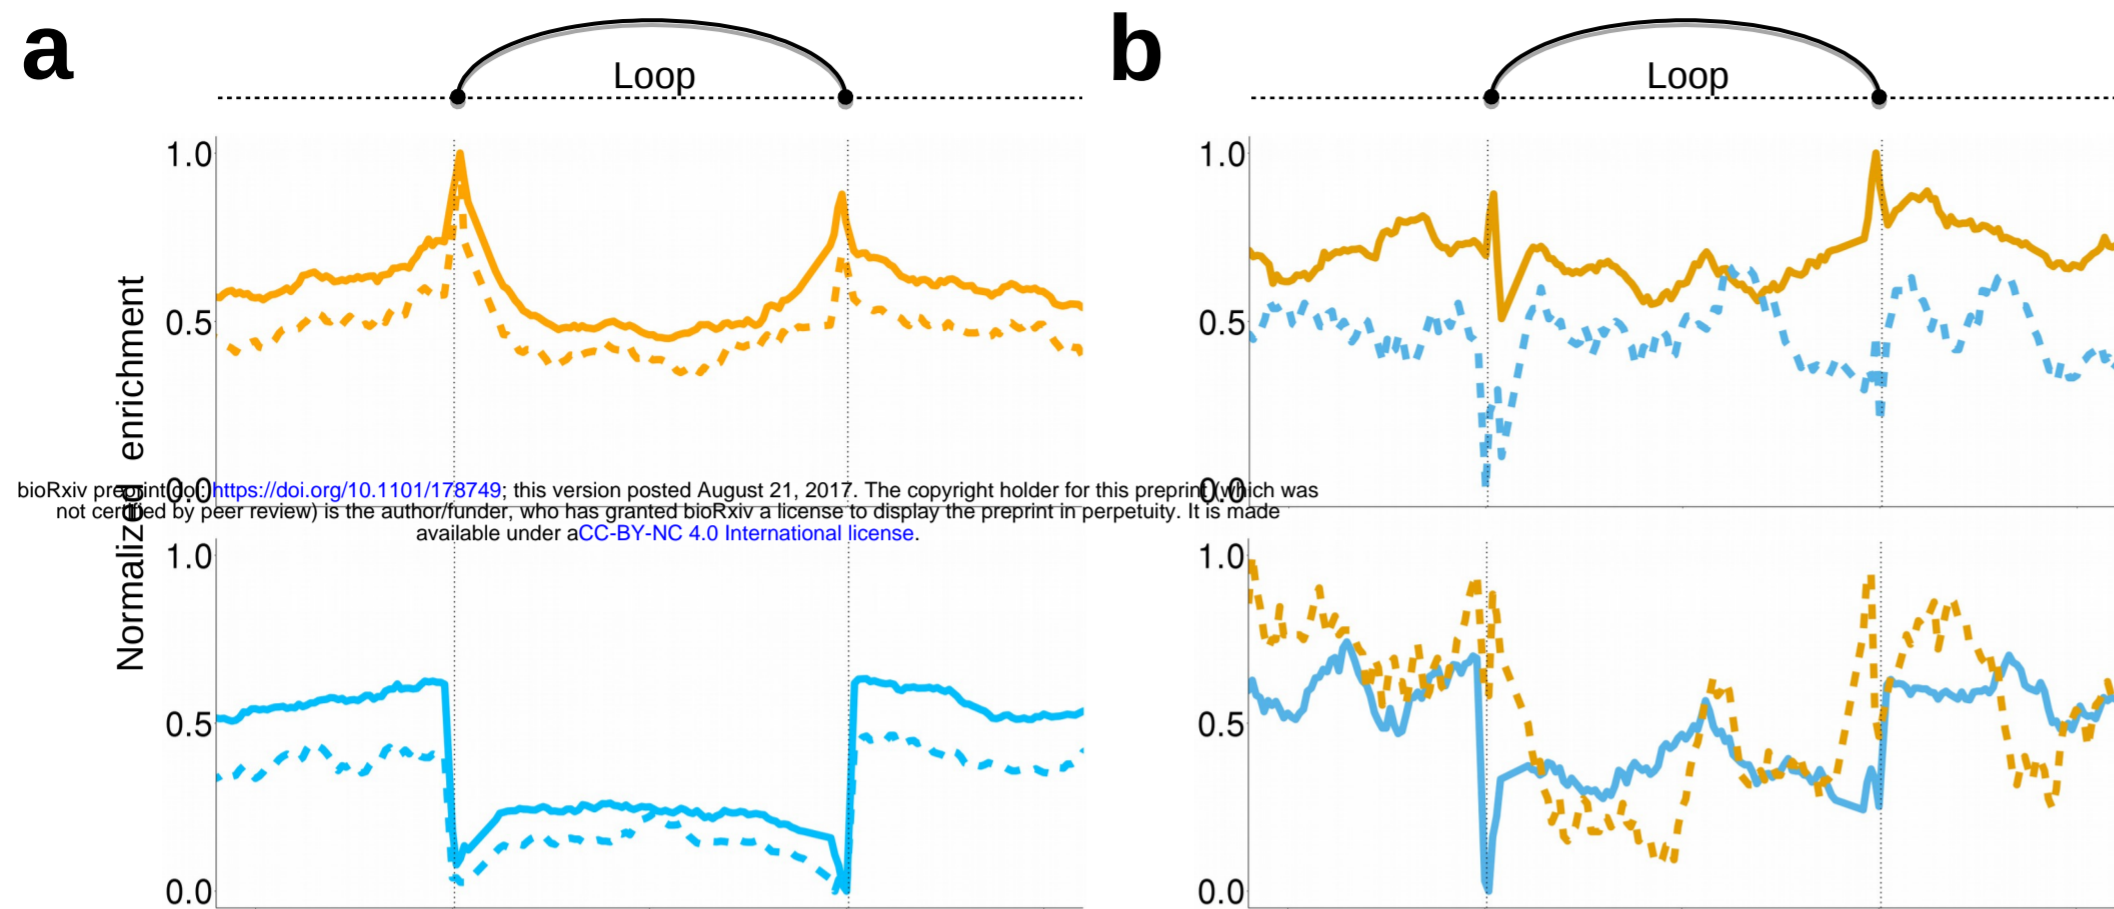 a
b
Loop
Loop
1.0
0.5
0.0
1.0
0.5
0.0
Normalized enrichment
bioRxiv preprint doi: https://doi.org/10.1101/178749; this version posted August 21, 2017. The copyright holder for this preprint (which was
not certified by peer review) is the author/funder, who has granted bioRxiv a license to display the preprint in perpetuity. It is made
available under aCC-BY-NC 4.0 International license.
1.0
0.5
0.0
1.0
0.5
0.0